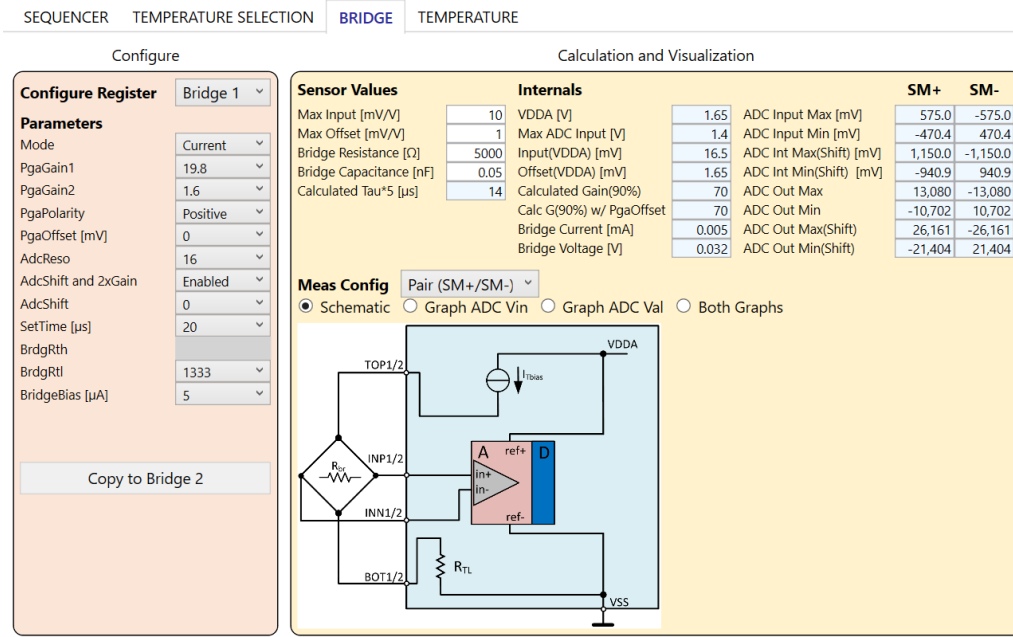 SEQUENCER TEMPERATURE SELECTION BRIDGE TEMPERATURE
Configure
Configure Register Bridge 1
Parameters
Mode Current
PgaGain1 19.8
PgaGain2 1.6
PgaPolarity Positive
PgaOffset [mV] 0
AdcReso 16
AdcShift and 2xGain Enabled
AdcShift 0
SetTime [µs] 20
BrdgRth
BrdgRtl 1333
BridgeBias [µA] 5
Copy to Bridge 2
Calculation and Visualization
Sensor Values
Max Input [mV/V] 10
Max Offset [mV/V] 1
Bridge Resistance [Ω] 5000
Bridge Capacitance [nF] 0.05
Calculated Tau*5 [µs] 14
Internals
VDDA [V] 1.65
Max ADC Input [V] 1.4
Input(VDDA) [mV] 16.5
Offset(VDDA) [mV] 1.65
Calculated Gain(90%) 70
Calc G(90%) w/ PgaOffset 70
Bridge Current [mA] 0.005
Bridge Voltage [V] 0.032
SM+ SM-
ADC Input Max [mV] 575.0 -575.0
ADC Input Min [mV] -470.4 470.4
ADC Int Max(Shift) [mV] 1,150.0 -1,150.0
ADC Int Min(Shift) [mV] -940.9 940.9
ADC Out Max 13,080 -13,080
ADC Out Min -10,702 10,702
ADC Out Max(Shift) 26,161 -26,161
ADC Out Min(Shift) -21,404 21,404
Meas Config Pair (SM+/SM-)
Schematic Graph ADC Vin Graph ADC Val Both Graphs
VDDA
TOP1/2
ITbias
INP1/2
Rbr
A ref+ D
in+
in-
INN1/2
ref-
RTL
BOT1/2
VSS